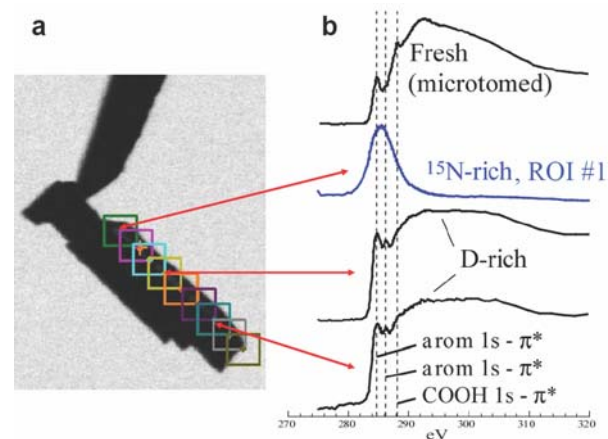 a
b
Fresh
(microtomed)
¹⁵N-rich, ROI #1
D-rich
arom 1s - π*
arom 1s - π*
COOH 1s - π*
270 280 290 300 310 320
eV